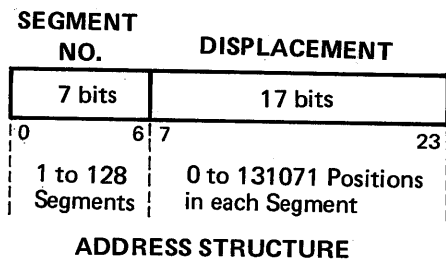 SEGMENT
NO.
DISPLACEMENT
7 bits
17 bits
0
6
7
23
1 to 128
Segments
0 to 131071 Positions
in each Segment
ADDRESS STRUCTURE